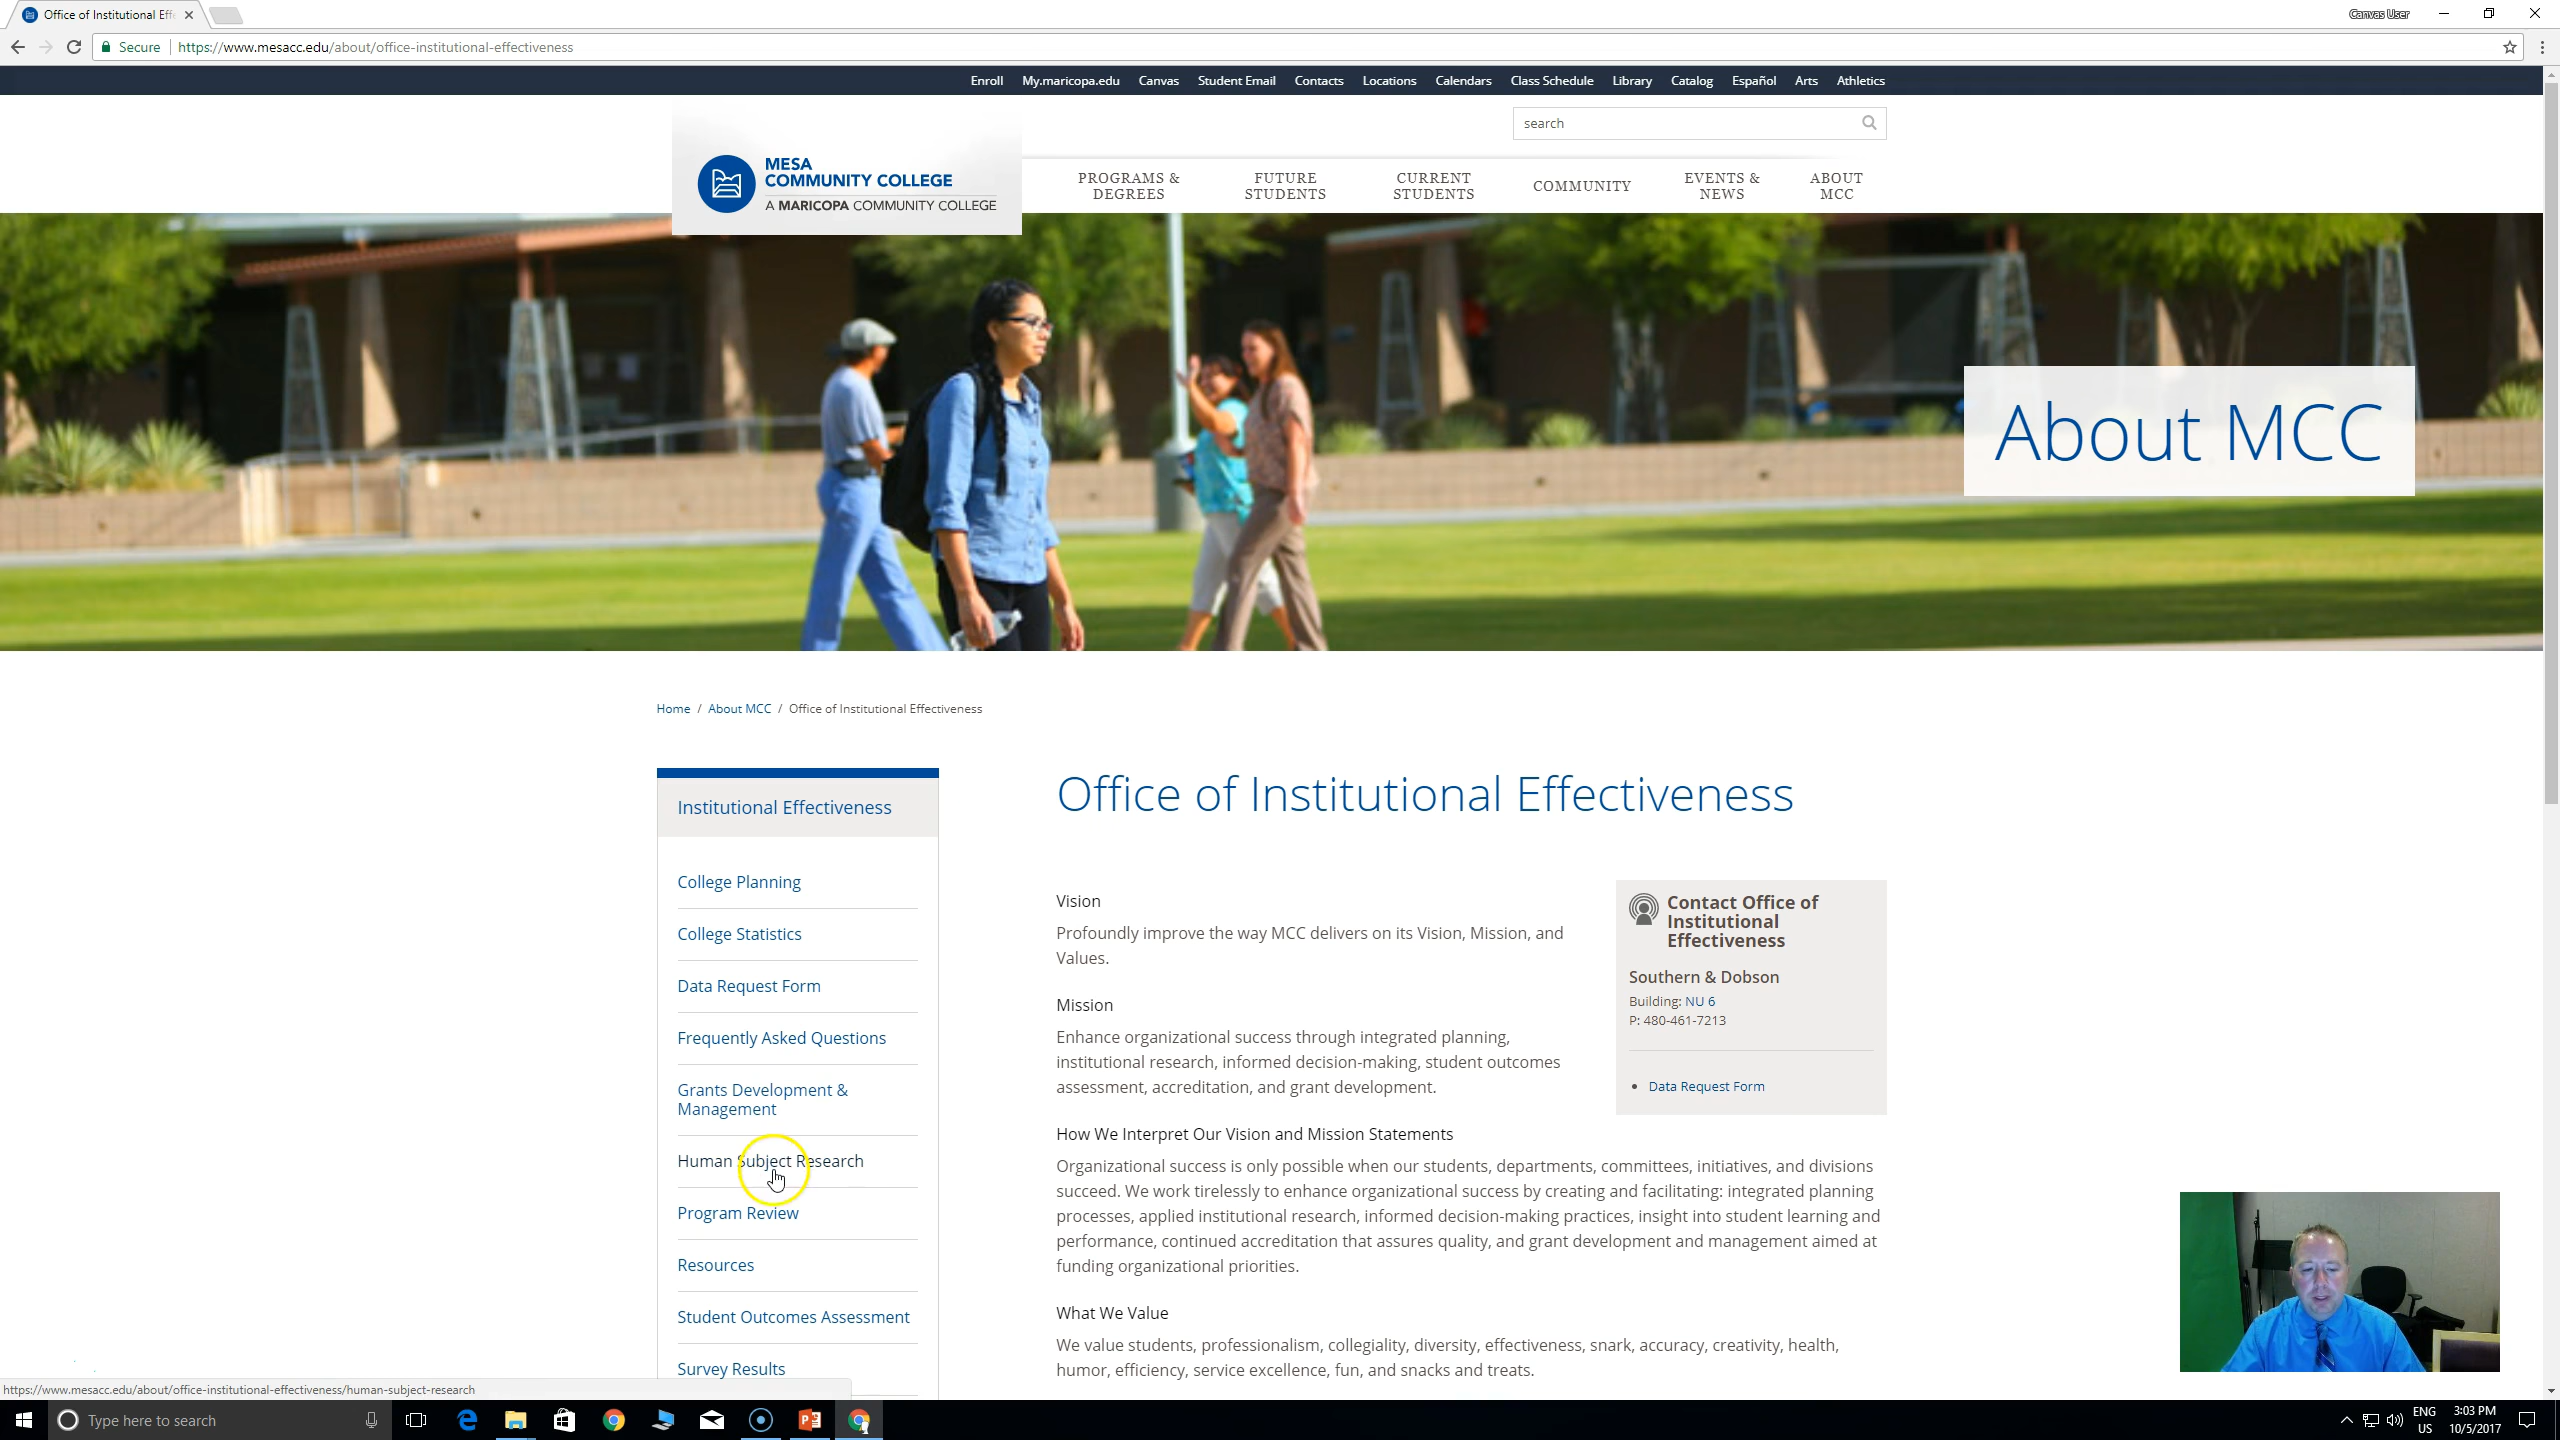 Office of Institutional Eff
Canvas User
Secure
https://www.mesacc.edu/about/office-institutional-effectiveness
Enroll My.maricopa.edu Canvas Student Email Contacts Locations Calendars Class Schedule Library Catalog Español Arts Athletics
search
MESA
COMMUNITY COLLEGE
A MARICOPA COMMUNITY COLLEGE
PROGRAMS &
DEGREES
FUTURE
STUDENTS
CURRENT
STUDENTS
COMMUNITY
EVENTS &
NEWS
ABOUT
MCC
About MCC
Home / About MCC / Office of Institutional Effectiveness
Institutional Effectiveness
College Planning
College Statistics
Data Request Form
Frequently Asked Questions
Grants Development &
Management
Human Subject Research
Program Review
Resources
Student Outcomes Assessment
Survey Results
Office of Institutional Effectiveness
Vision
Profoundly improve the way MCC delivers on its Vision, Mission, and
Values.
Mission
Enhance organizational success through integrated planning,
institutional research, informed decision-making, student outcomes
assessment, accreditation, and grant development.
How We Interpret Our Vision and Mission Statements
Organizational success is only possible when our students, departments, committees, initiatives, and divisions
succeed. We work tirelessly to enhance organizational success by creating and facilitating: integrated planning
processes, applied institutional research, informed decision-making practices, insight into student learning and
performance, continued accreditation that assures quality, and grant development and management aimed at
funding organizational priorities.
What We Value
We value students, professionalism, collegiality, diversity, effectiveness, snark, accuracy, creativity, health,
humor, efficiency, service excellence, fun, and snacks and treats.
Contact Office of
Institutional
Effectiveness
Southern & Dobson
Building: NU 6
P: 480-461-7213
Data Request Form
https://www.mesacc.edu/about/office-institutional-effectiveness/human-subject-research
Type here to search
ENG
US
3:03 PM
10/5/2017